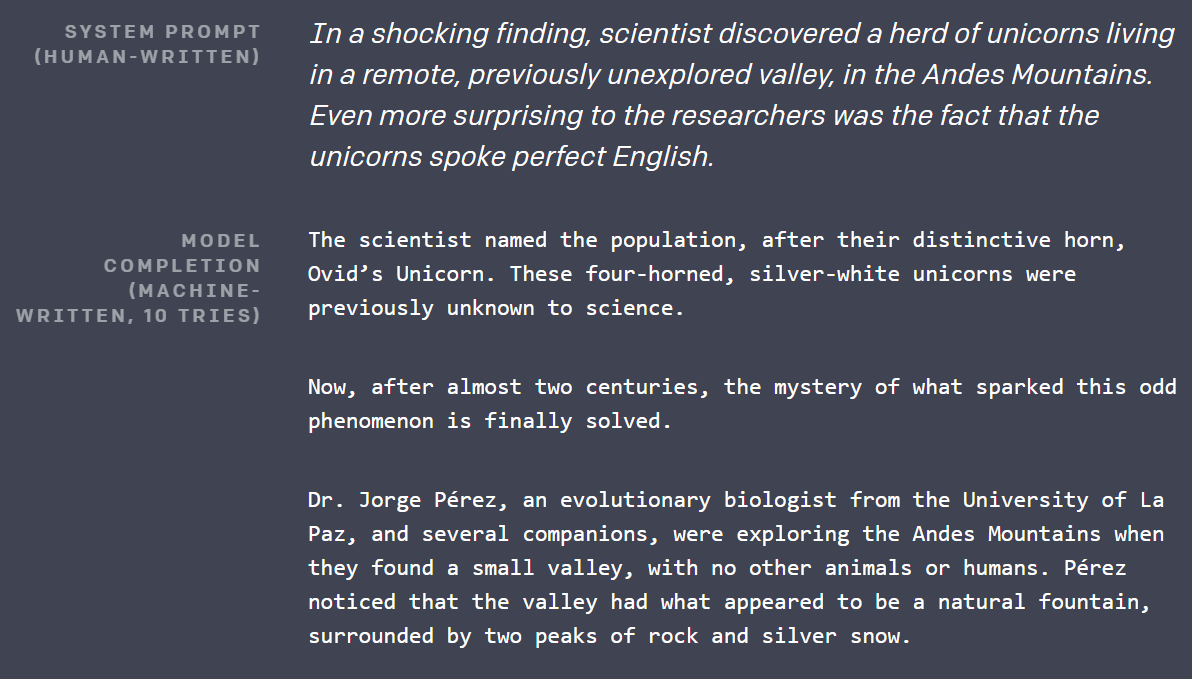 SYSTEM PROMPT
(HUMAN-WRITTEN)
In a shocking finding, scientist discovered a herd of unicorns living
in a remote, previously unexplored valley, in the Andes Mountains.
Even more surprising to the researchers was the fact that the
unicorns spoke perfect English.
MODEL
COMPLETION
(MACHINE-
WRITTEN, 10 TRIES)
The scientist named the population, after their distinctive horn,
Ovid’s Unicorn. These four-horned, silver-white unicorns were
previously unknown to science.
Now, after almost two centuries, the mystery of what sparked this odd
phenomenon is finally solved.
Dr. Jorge Pérez, an evolutionary biologist from the University of La
Paz, and several companions, were exploring the Andes Mountains when
they found a small valley, with no other animals or humans. Pérez
noticed that the valley had what appeared to be a natural fountain,
surrounded by two peaks of rock and silver snow.